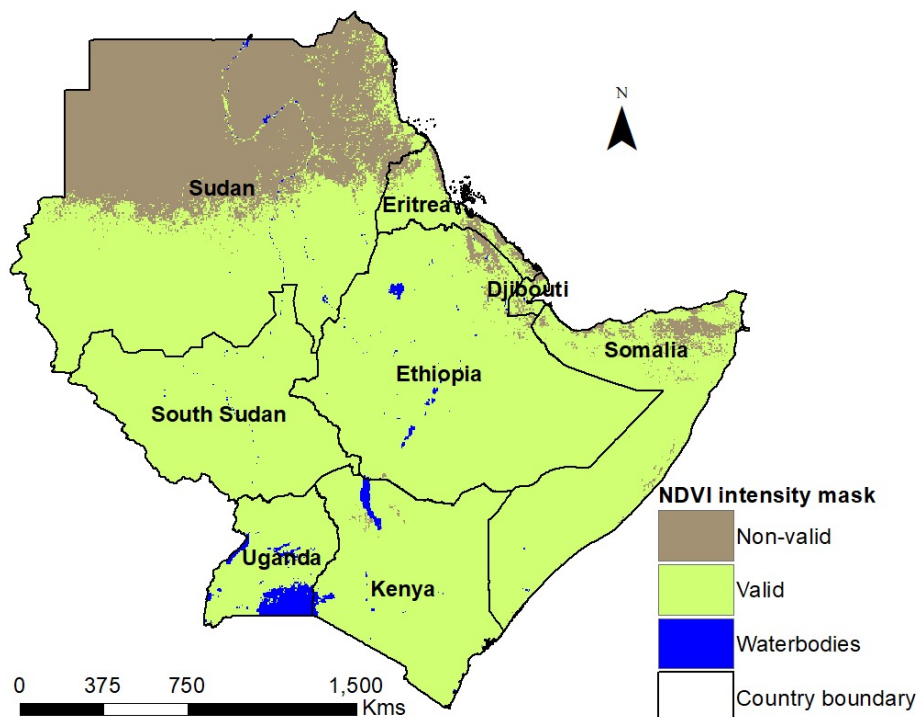 N
Sudan
Eritrea
Djibouti
Somalia
Ethiopia
South Sudan
Uganda
Kenya
NDVI intensity mask
Non-valid
Valid
Waterbodies
Country boundary
0 375 750 1,500
Kms